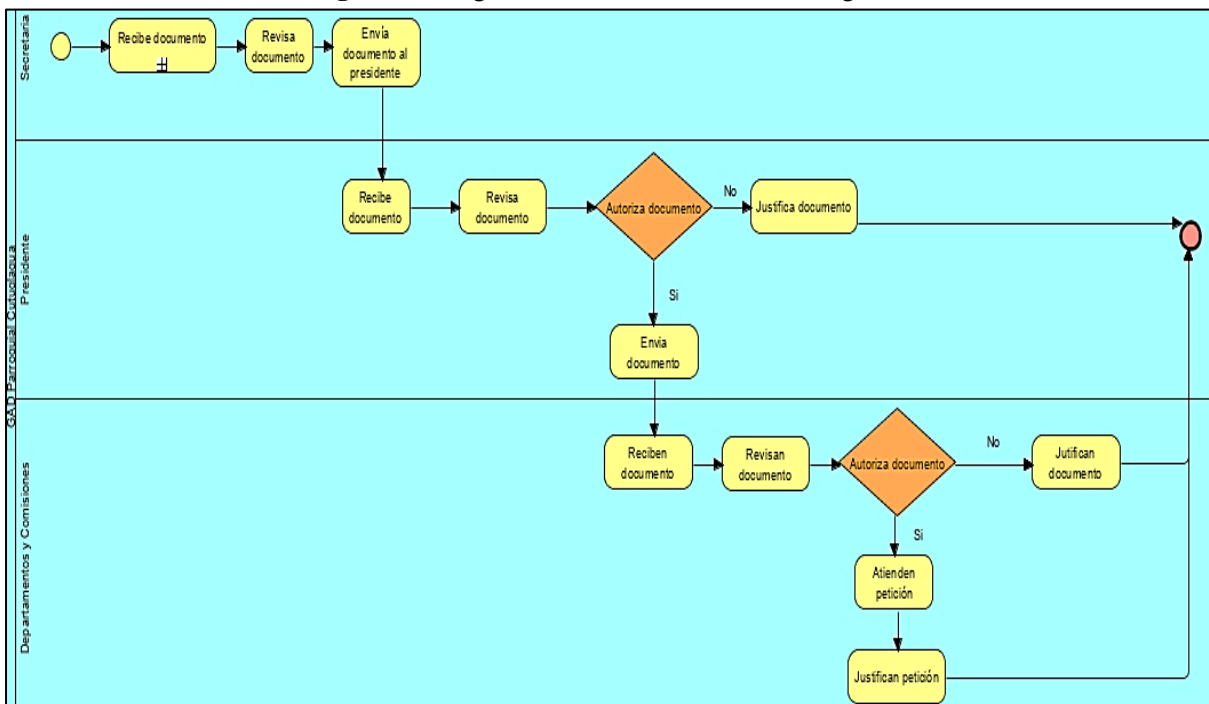 GAD Parroquial Cutuglagua
Secretaria
Recibe documento
Revisa
documento
Envía
documento al
presidente
Presidente
Recibe
documento
Revisa
documento
Autoriza documento
No
Justifica documento
Si
Envía
documento
Departamentos y Comisiones
Reciben
documento
Revisan
documento
Autoriza documento
No
Jutifican
documento
Si
Atienden
petición
Justifican petición